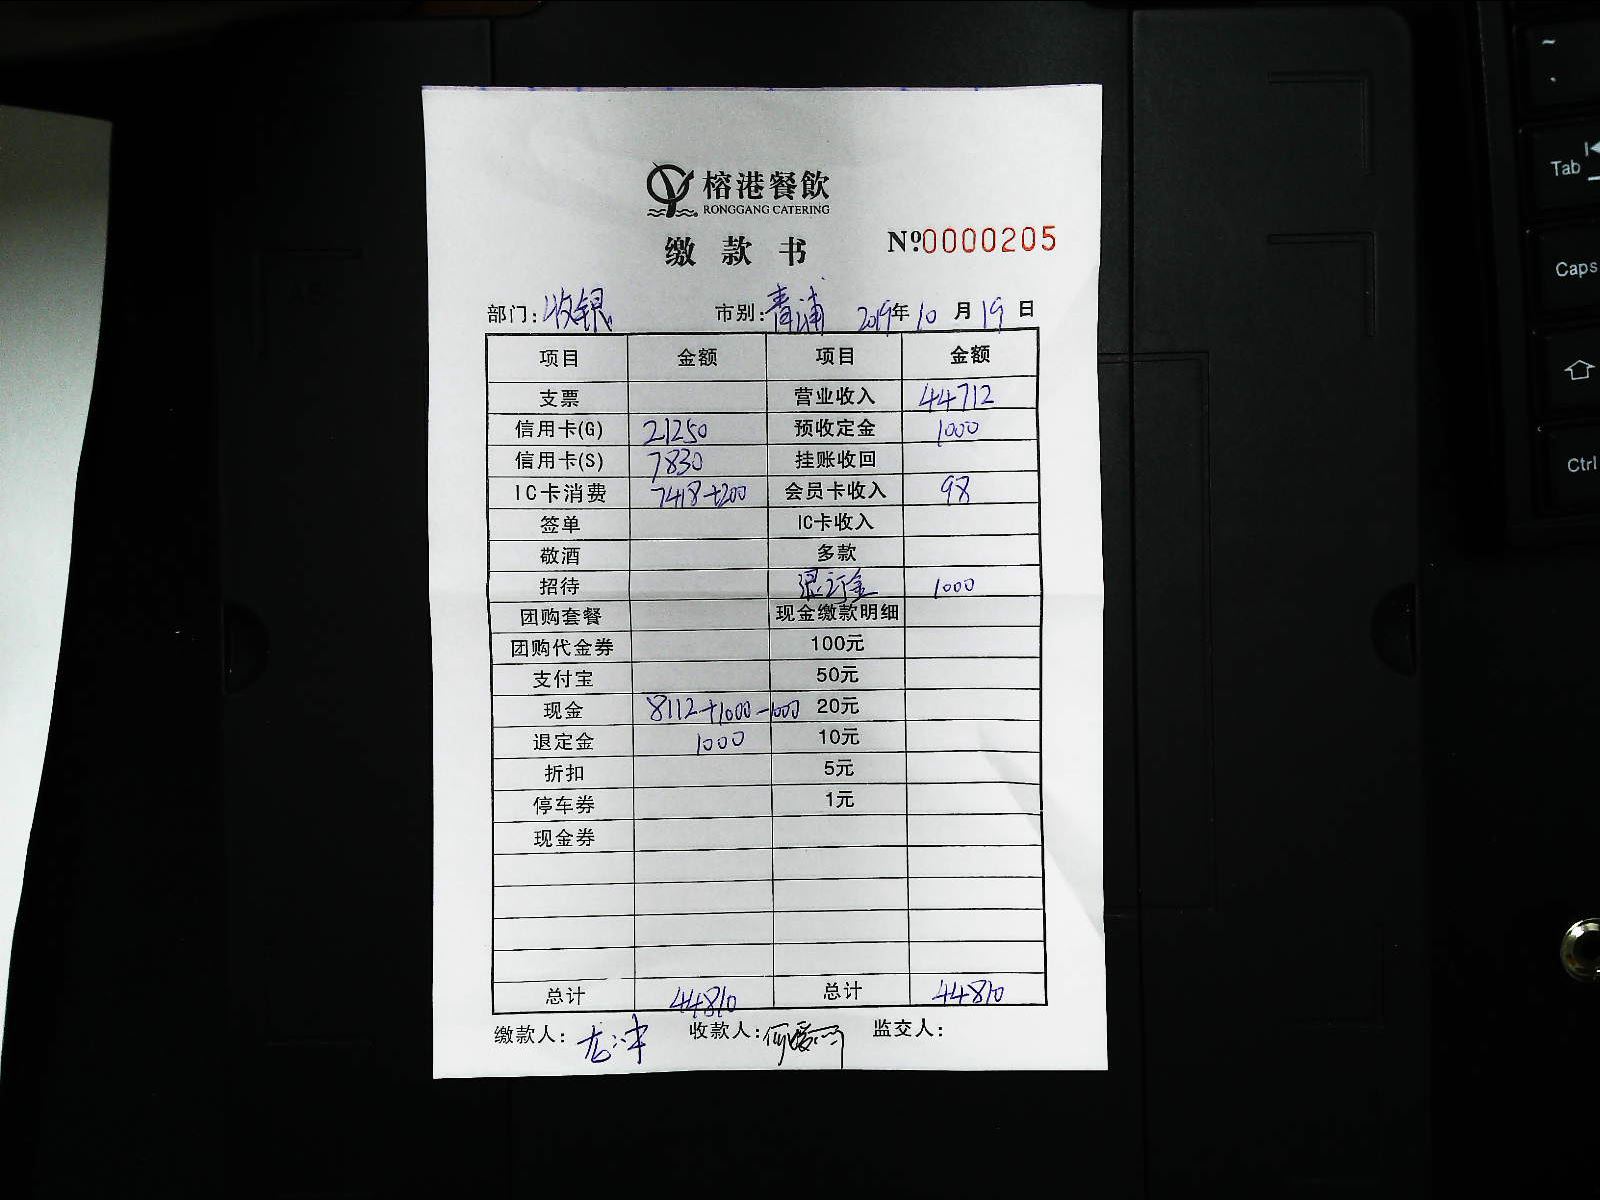 榕港餐飲
RONGGANG CATERING
缴款书
№0000205
部门：收银 市别：青浦 2019年10月19日
项目 金额 项目 金额
支票 营业收入 44712
信用卡(G) 21250 预收定金 1000
信用卡(S) 7830 挂账收回
IC卡消费 7418+200 会员卡收入 98
签单 IC卡收入
敬酒 多款
招待 退订金 1000
团购套餐 现金缴款明细
团购代金券 100元
支付宝 50元
现金 8112+1000-1000 20元
退定金 1000 10元
折扣 5元
停车券 1元
现金券
总计 44810 总计 44810
缴款人： 收款人： 监交人：
~
Tab
Caps
Ctrl